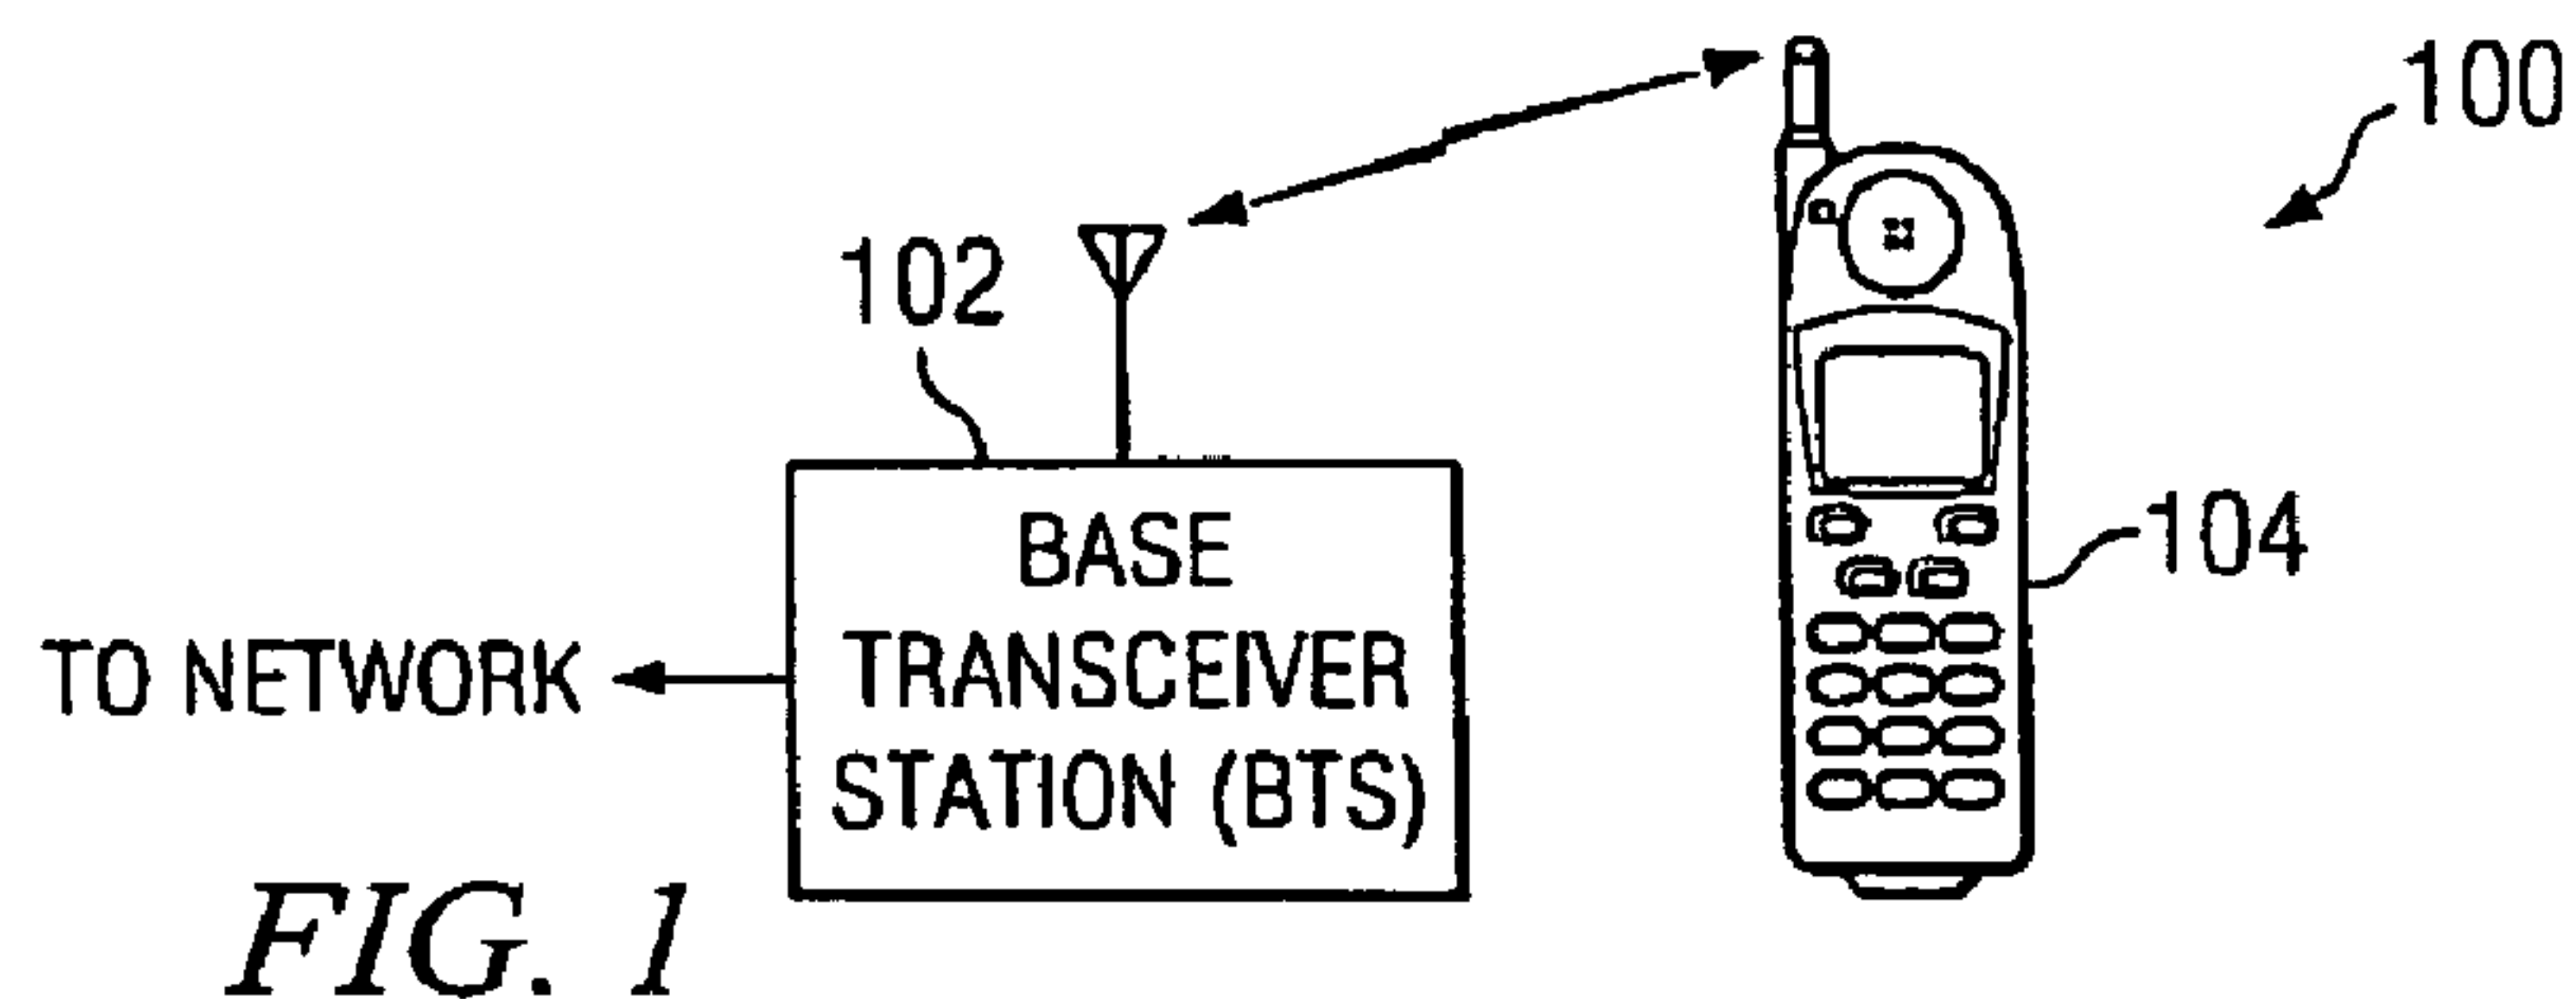 100
102
BASE
TRANSCEIVER
STATION (BTS)
104
TO NETWORK
FIG. 1